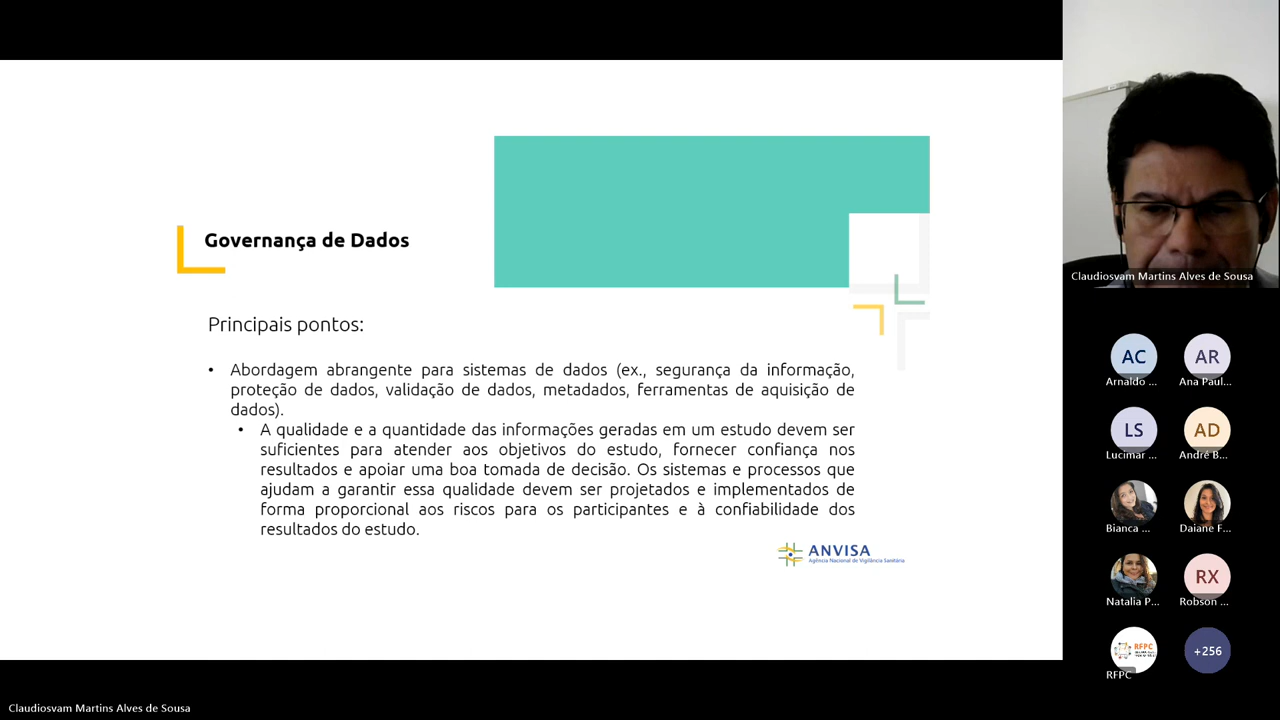 Governança de Dados
Principais pontos:
• Abordagem abrangente para sistemas de dados (ex., segurança da informação,
proteção de dados, validação de dados, metadados, ferramentas de aquisição de
dados).
• A qualidade e a quantidade das informações geradas em um estudo devem ser
suficientes para atender aos objetivos do estudo, fornecer confiança nos
resultados e apoiar uma boa tomada de decisão. Os sistemas e processos que
ajudam a garantir essa qualidade devem ser projetados e implementados de
forma proporcional aos riscos para os participantes e à confiabilidade dos
resultados do estudo.
ANVISA
Agência Nacional de Vigilância Sanitária
Claudiosvam Martins Alves de Sousa
AC
AR
Arnaldo ...
Ana Paul...
LS
AD
Lucimar ...
André B...
Bianca ...
Daiane F...
RX
Natalia P...
Robson ...
RFPC
+256
RFPC
Claudiosvam Martins Alves de Sousa